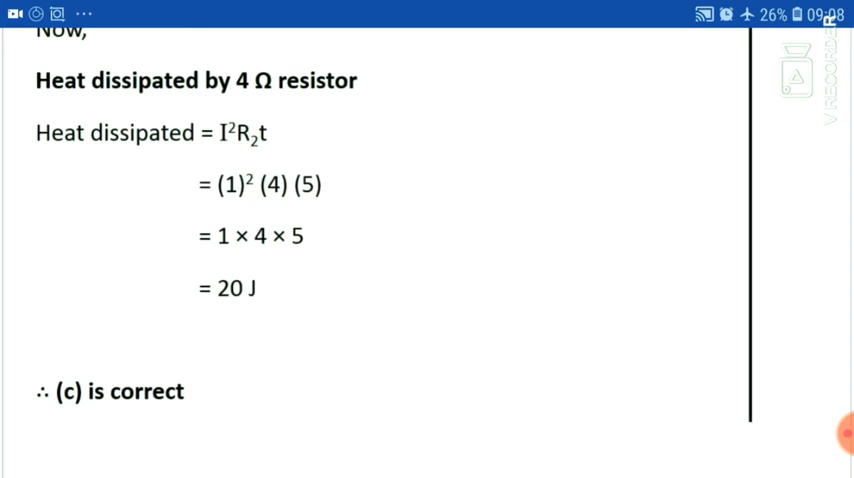 26% 09:08
Now,
Heat dissipated by 4 Ω resistor
Heat dissipated = I²R₂t
= (1)² (4) (5)
= 1 × 4 × 5
= 20 J
∴ (c) is correct
V RECORDER